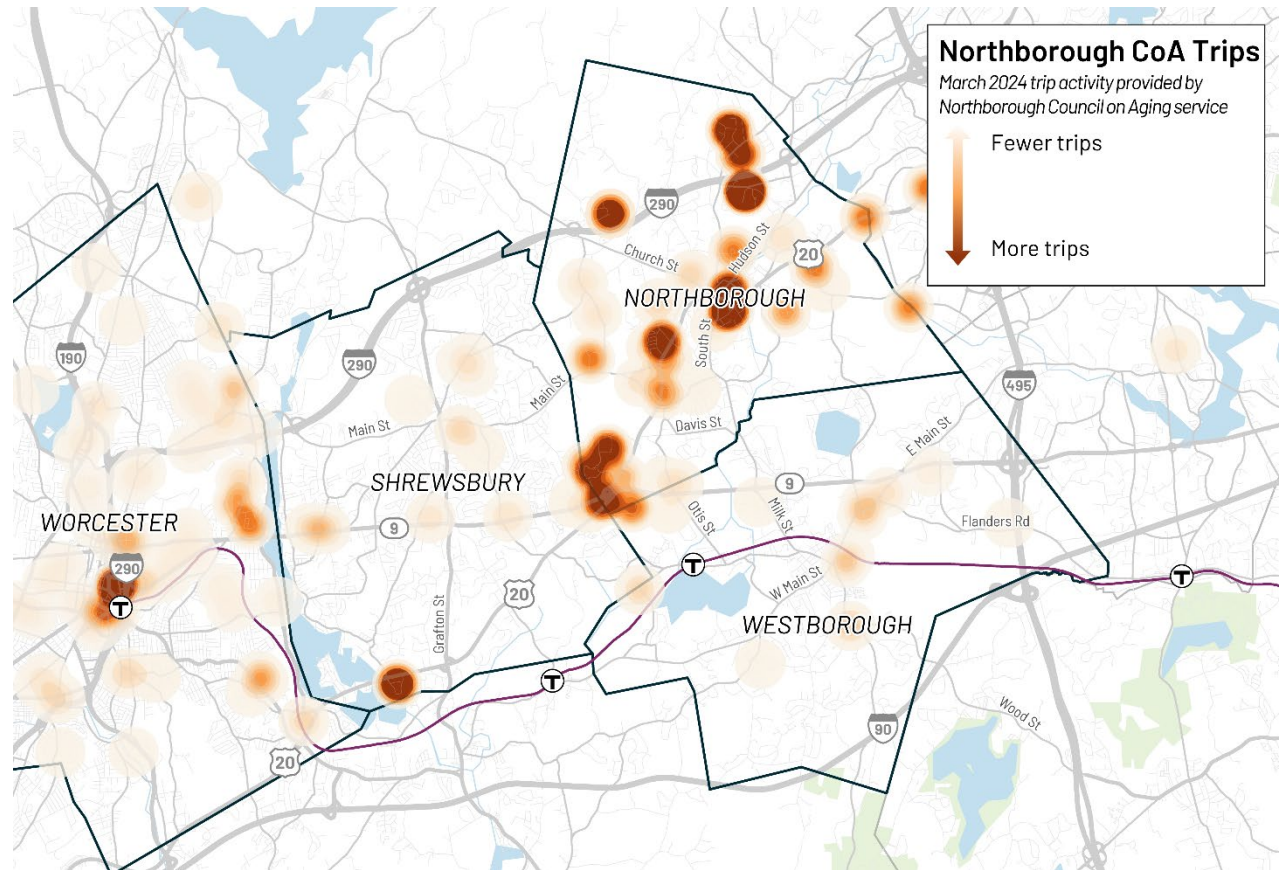 Northborough CoA Trips
March 2024 trip activity provided by
Northborough Council on Aging service
Fewer trips
More trips
290
Church St
Hudson St
20
NORTHBOROUGH
South St
Main St
Davis St
190
290
Main St
495
E Main St
SHREWSBURY
9
9
Otis St
Milk St
Flanders Rd
WORCESTER
290
T
T
T
Grafton St
20
W Main St
WESTBOROUGH
T
Wood St
90
20